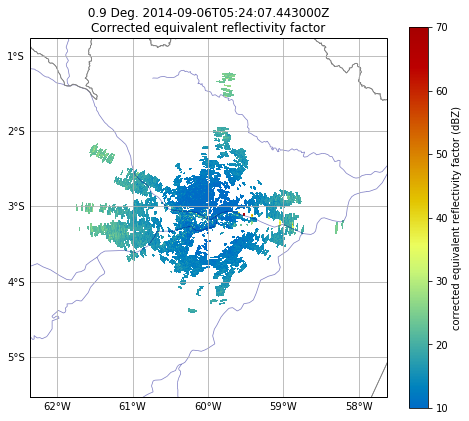 0.9 Deg. 2014-09-06T05:24:07.443000Z
Corrected equivalent reflectivity factor
1°S
2°S
3°S
4°S
5°S
62°W 61°W 60°W 59°W 58°W
70
60
50
40
30
20
10
corrected equivalent reflectivity factor (dBZ)